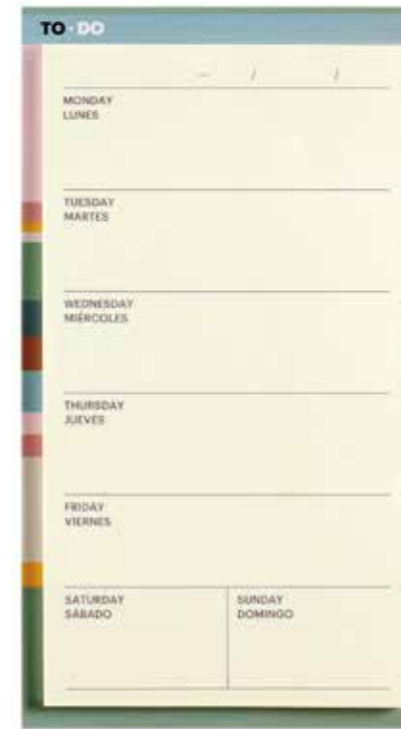 TO-DO
— / /
MONDAY
LUNES
TUESDAY
MARTES
WEDNESDAY
MIÉRCOLES
THURSDAY
JUEVES
FRIDAY
VIERNES
SATURDAY
SÁBADO
SUNDAY
DOMINGO